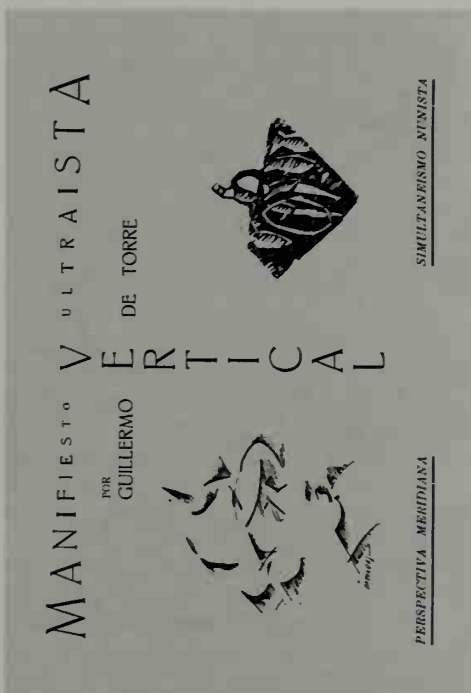 MANIFIESTO VERTICAL ULTRAISTA
POR
GUILLERMO DE TORRE
PERSPECTIVA MERIDIANA
SIMULTANEISMO NUNISTA